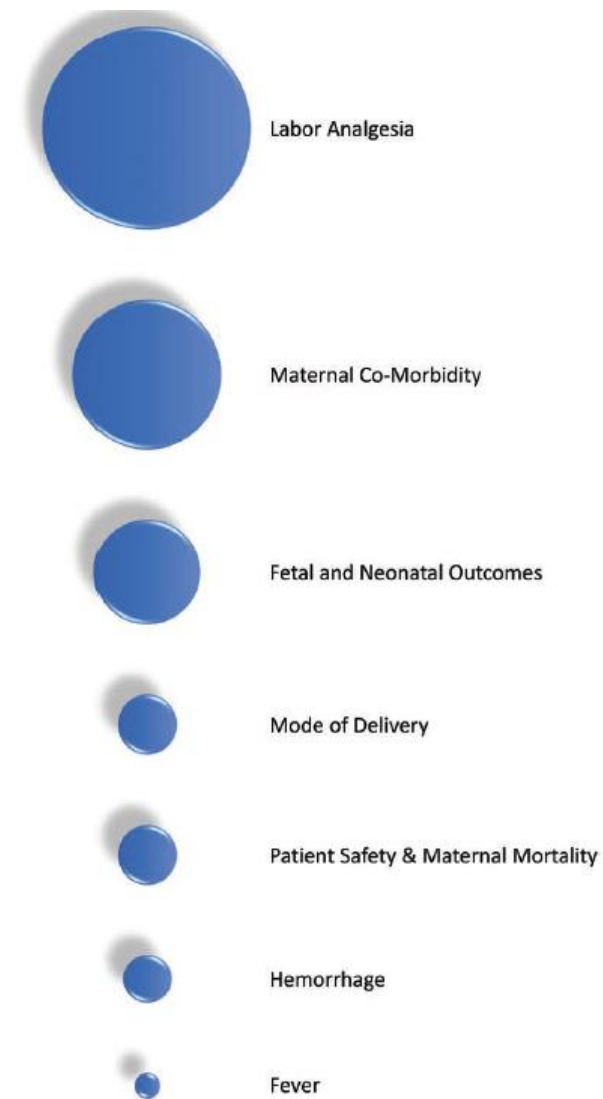 Labor Analgesia
Maternal Co-Morbidity
Fetal and Neonatal Outcomes
Mode of Delivery
Patient Safety & Maternal Mortality
Hemorrhage
Fever